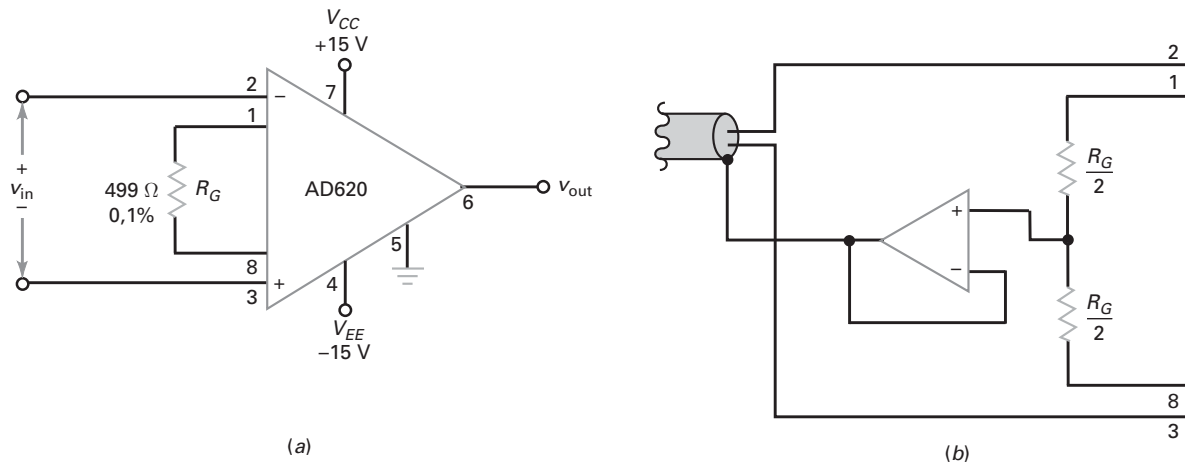 V_CC
+15 V
2
−
7
1
+
v_in
−
499 Ω
0,1%
R_G
AD620
6
v_out
5
8
+
3
4
V_EE
–15 V
(a)
2
1
R_G
2
+
−
R_G
2
8
3
(b)